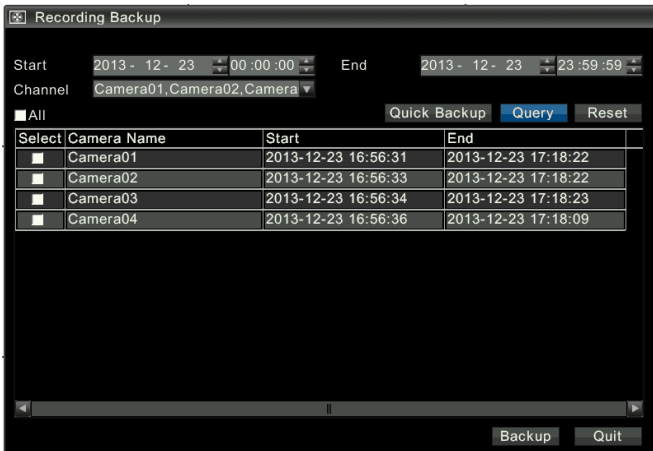 Recording Backup
Start 2013 - 12 - 23 00 :00 :00 End 2013 - 12 - 23 23 :59 :59
Channel Camera01,Camera02,Camera
All Quick Backup Query Reset
Select Camera Name Start End
Camera01 2013-12-23 16:56:31 2013-12-23 17:18:22
Camera02 2013-12-23 16:56:33 2013-12-23 17:18:22
Camera03 2013-12-23 16:56:34 2013-12-23 17:18:23
Camera04 2013-12-23 16:56:36 2013-12-23 17:18:09
Backup Quit